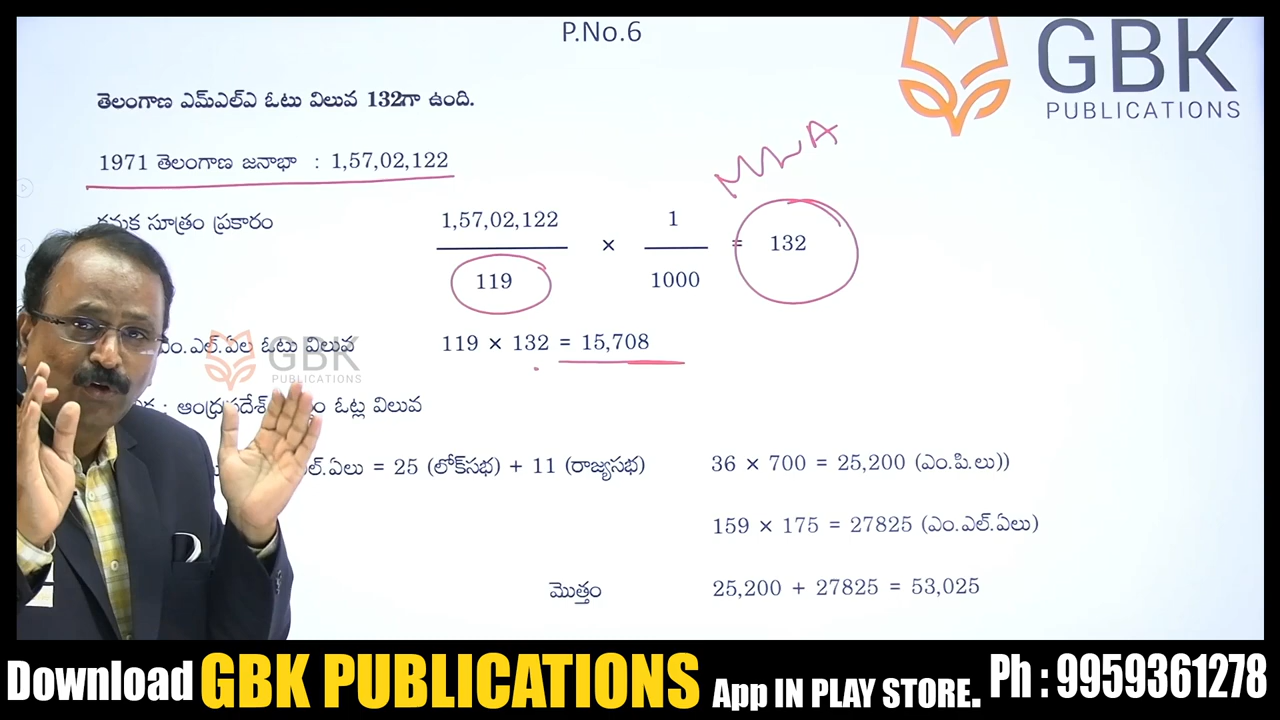 P.No.6
GBK
PUBLICATIONS
తెలంగాణ ఎమ్ఎల్ఏ ఓటు విలువ 132గా ఉంది.
MLA
1971 తెలంగాణ జనాభా : 1,57,02,122
సూత్రం ప్రకారం 1,57,02,122 / 119 × 1 / 1000 = 132
ఓటు విలువ 119 × 132 = 15,708
GBK
PUBLICATIONS
ఓట్ల విలువ
= 25 (లోక్‌సభ) + 11 (రాజ్యసభ) 36 × 700 = 25,200 (ఎం.పి.లు))
159 × 175 = 27825 (ఎం.ఎల్.ఏలు)
మొత్తం 25,200 + 27825 = 53,025
Download GBK PUBLICATIONS App IN PLAY STORE. Ph : 9959361278